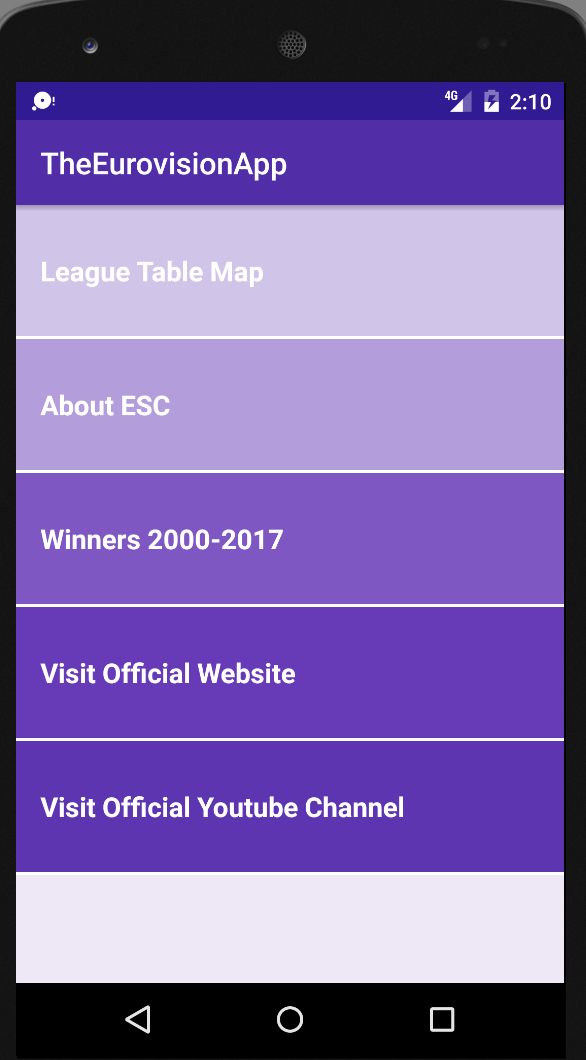 4G 2:10
TheEurovisionApp
League Table Map
About ESC
Winners 2000-2017
Visit Official Website
Visit Official Youtube Channel